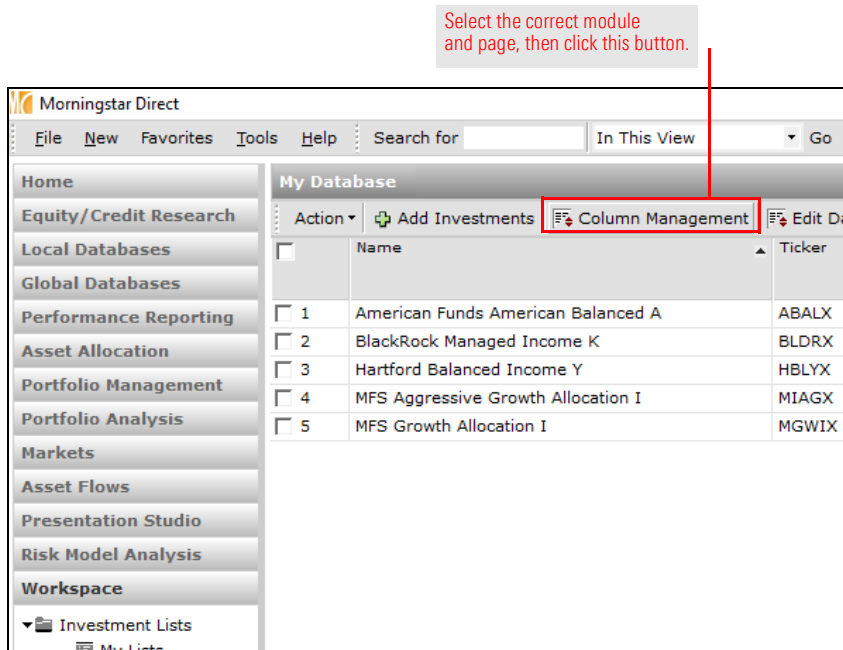 Select the correct module
and page, then click this button.
Morningstar Direct
File New Favorites Tools Help Search for In This View Go
Home
Equity/Credit Research
Local Databases
Global Databases
Performance Reporting
Asset Allocation
Portfolio Management
Portfolio Analysis
Markets
Asset Flows
Presentation Studio
Risk Model Analysis
Workspace
Investment Lists
My Lists
My Database
Action Add Investments Column Management Edit Da
Name Ticker
1 American Funds American Balanced A ABALX
2 BlackRock Managed Income K BLDRX
3 Hartford Balanced Income Y HBLYX
4 MFS Aggressive Growth Allocation I MIAGX
5 MFS Growth Allocation I MGWIX